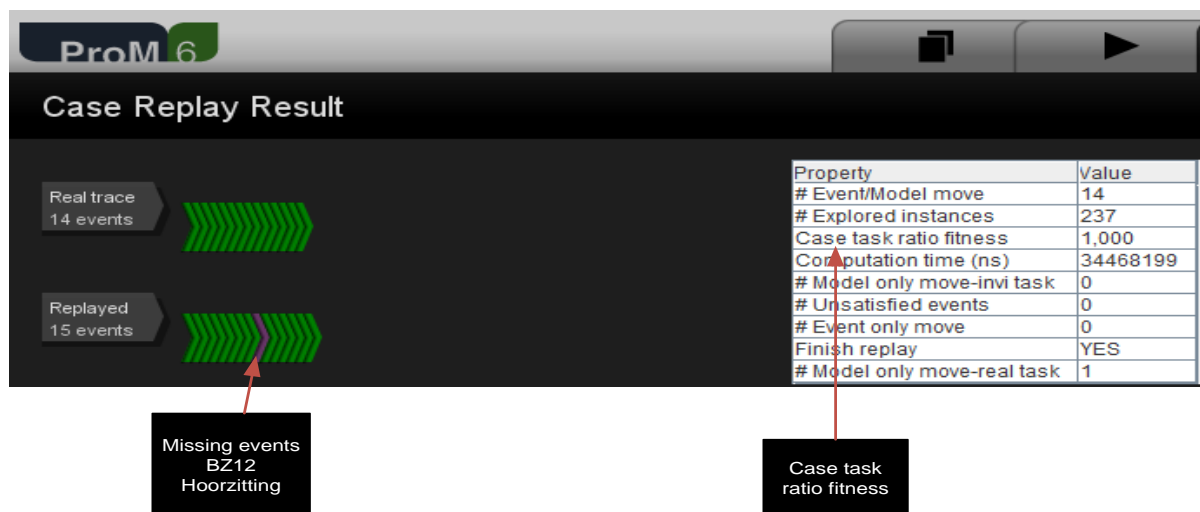 ProM 6
Case Replay Result
Real trace
14 events
Replayed
15 events
Property Value
# Event/Model move 14
# Explored instances 237
Case task ratio fitness 1,000
Computation time (ns) 34468199
# Model only move-invi task 0
# Unsatisfied events 0
# Event only move 0
Finish replay YES
# Model only move-real task 1
Missing events
BZ12
Hoorzitting
Case task
ratio fitness